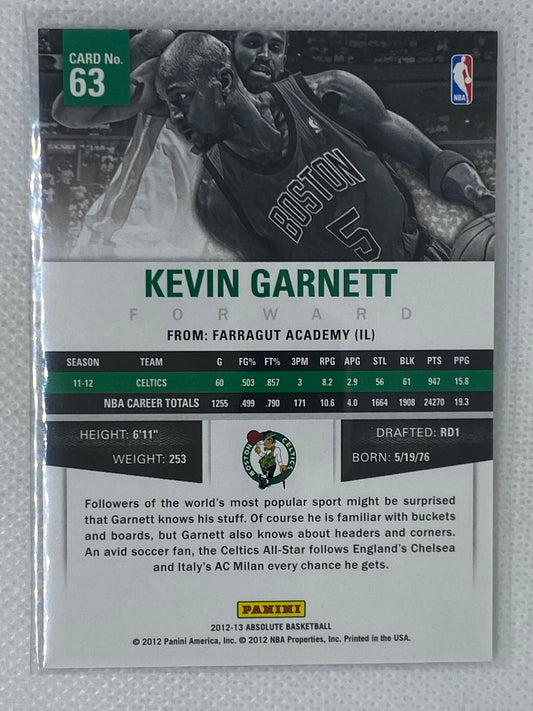 CARD No.
63
NBA
BOSTON
5
KEVIN GARNETT
FORWARD
FROM: FARRAGUT ACADEMY (IL)
SEASON TEAM G FG% FT% 3PM RPG APG STL BLK PTS PPG
11-12 CELTICS 60 .503 .857 3 8.2 2.9 56 61 947 15.8
NBA CAREER TOTALS 1255 .499 .790 171 10.6 4.0 1664 1908 24270 19.3
HEIGHT: 6'11"
WEIGHT: 253
BOSTON CELTICS
DRAFTED: RD1
BORN: 5/19/76
Followers of the world's most popular sport might be surprised
that Garnett knows his stuff. Of course he is familiar with buckets
and boards, but Garnett also knows about headers and corners.
An avid soccer fan, the Celtics All-Star follows England's Chelsea
and Italy's AC Milan every chance he gets.
PANINI
2012-13 ABSOLUTE BASKETBALL
© 2012 Panini America, Inc. © 2012 NBA Properties, Inc. Printed in the USA.